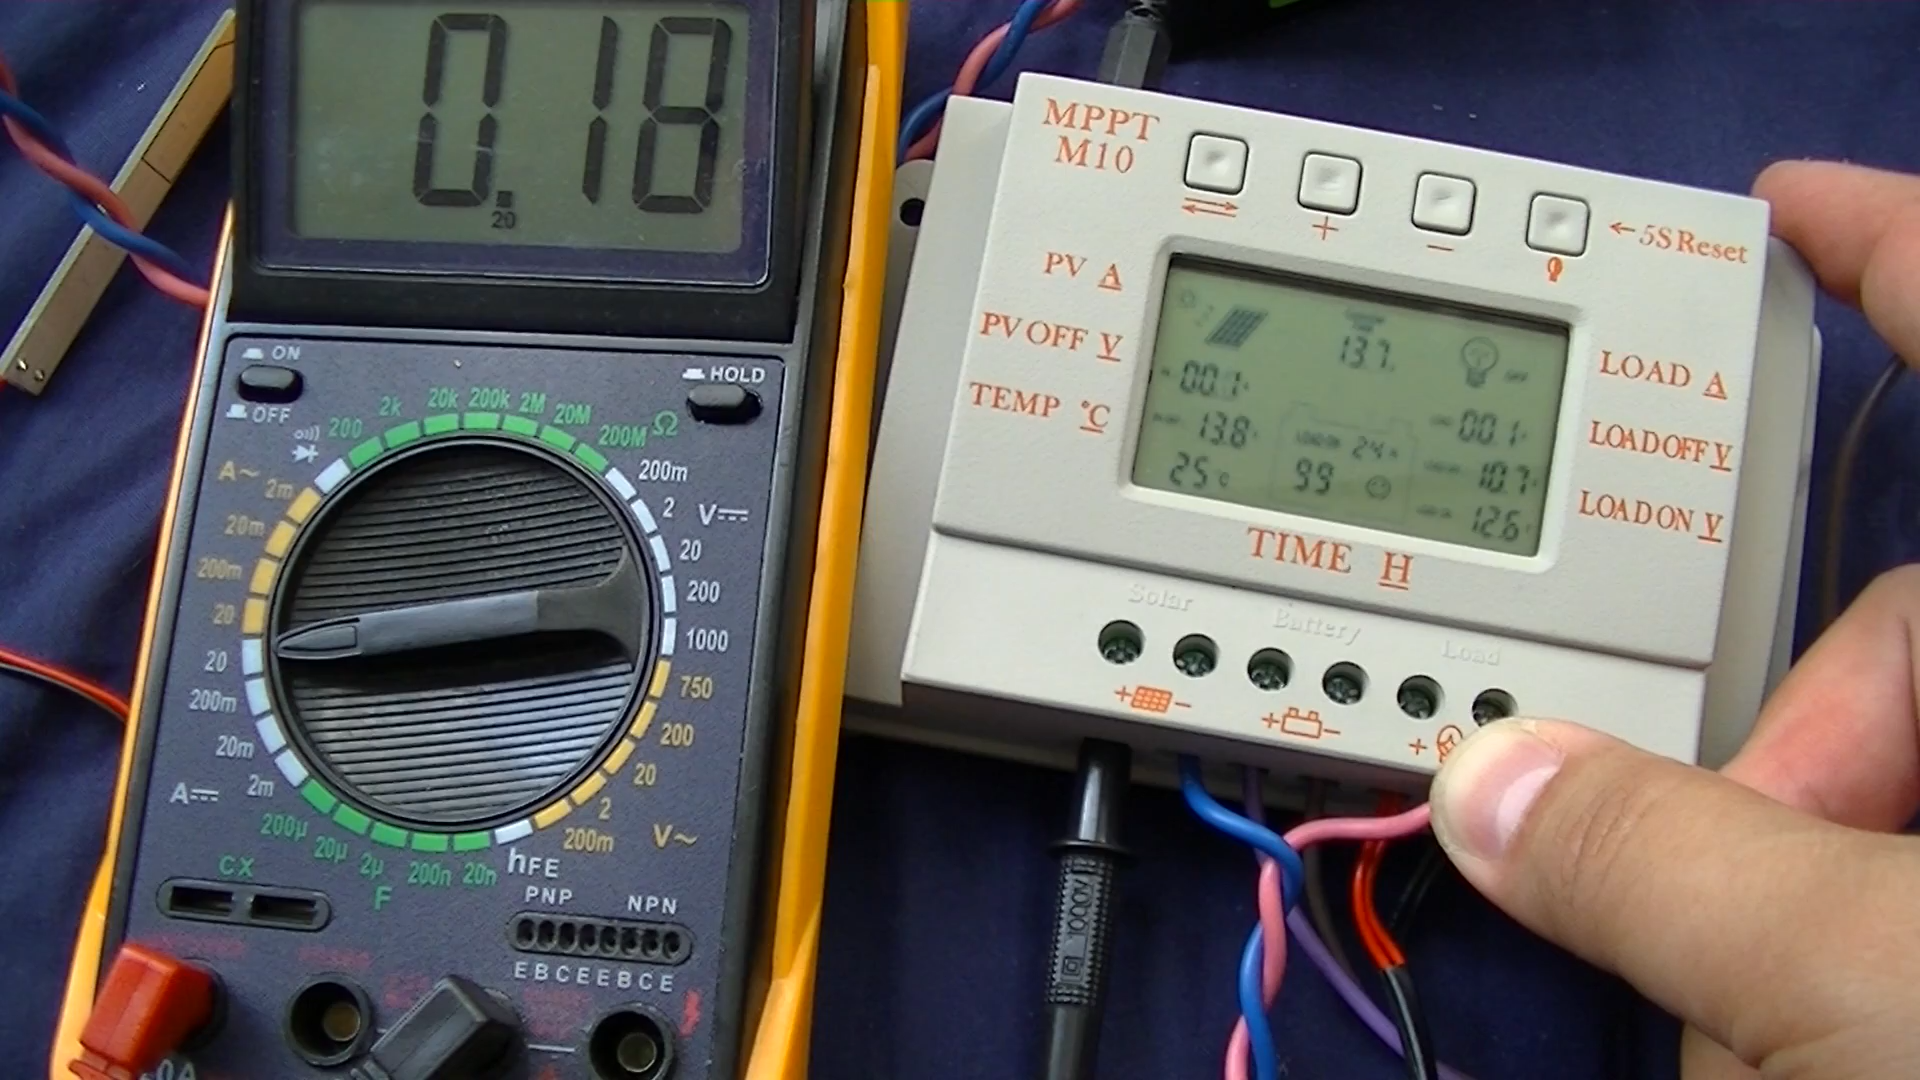 0.18
20
ON
OFF
HOLD
200
2k
20k
200k
2M
20M
200M
Ω
200m
2
V
20
200
1000
750
200
20
2
200m
V~
hFE
20n
200n
2µ
20µ
200µ
F
2m
20m
200m
20
A
20
200m
20m
2m
A~
CX
PNP NPN
EBCEEBCE
1000V
MPPT
M10
+
−
←5S Reset
PV A
PV OFF V
TEMP °C
LOAD A
LOAD OFF V
LOAD ON V
TIME H
13.7
00.1
13.8
25°
24
99
OFF
00.1
10.7
12.6
Solar
Battery
Load
+ −
+ −
+